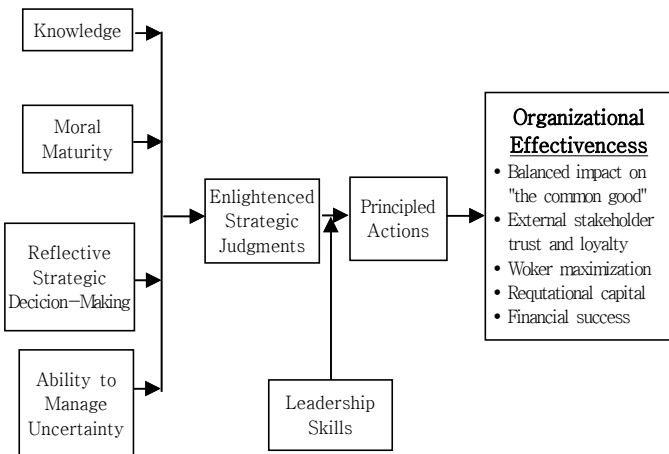 Knowledge
Moral
Maturity
Reflective
Strategic
Decicion-Making
Ability to
Manage
Uncertainty
Enlightenced
Strategic
Judgments
Leadership
Skills
Principled
Actions
Organizational
Effectivencess
• Balanced impact on
"the common good"
• External stakeholder
trust and loyalty
• Woker maximization
• Requtational capital
• Financial success